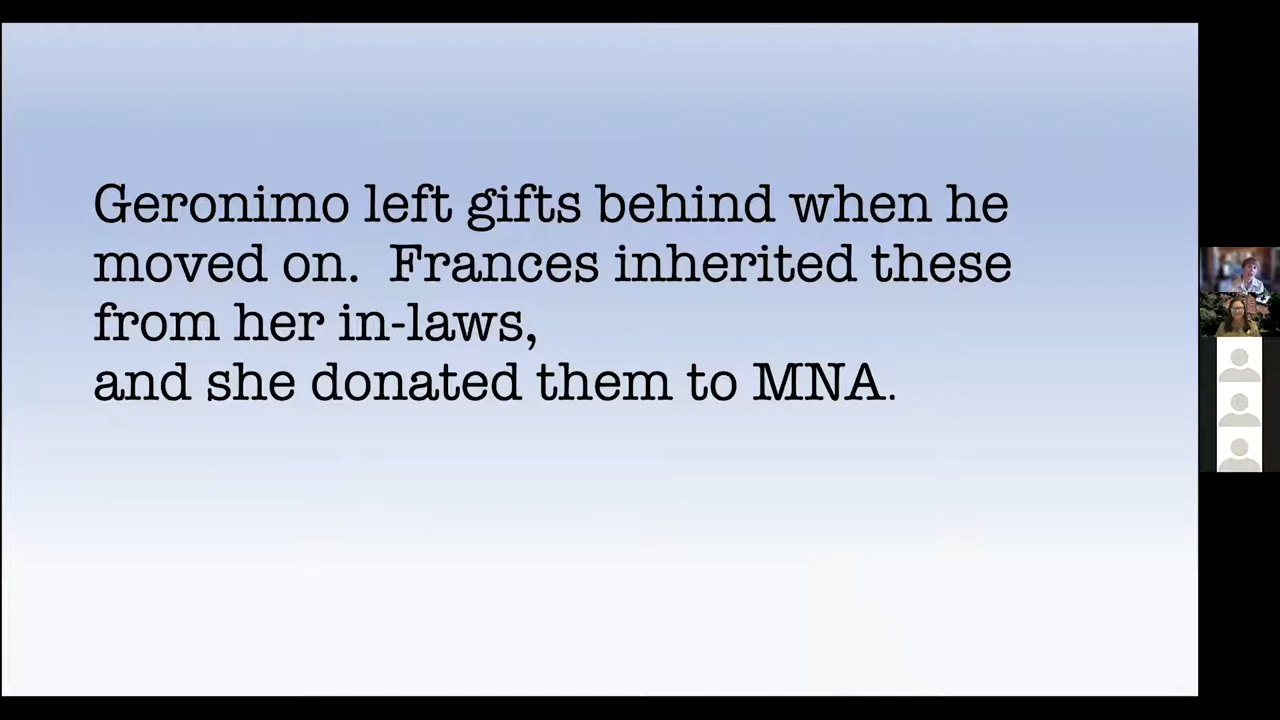 Geronimo left gifts behind when he
moved on.  Frances inherited these
from her in-laws,
and she donated them to MNA.